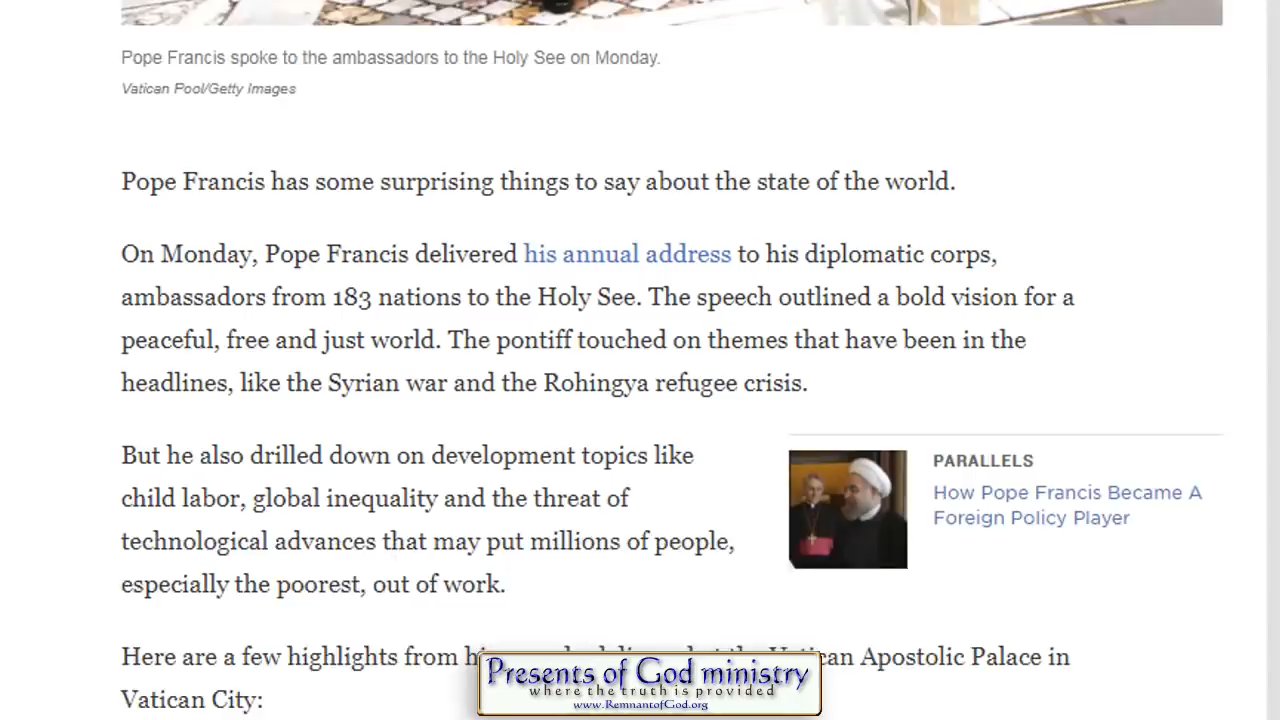 Pope Francis spoke to the ambassadors to the Holy See on Monday.
Vatican Pool/Getty Images
Pope Francis has some surprising things to say about the state of the world.
On Monday, Pope Francis delivered his annual address to his diplomatic corps,
ambassadors from 183 nations to the Holy See. The speech outlined a bold vision for a
peaceful, free and just world. The pontiff touched on themes that have been in the
headlines, like the Syrian war and the Rohingya refugee crisis.
But he also drilled down on development topics like
child labor, global inequality and the threat of
technological advances that may put millions of people,
especially the poorest, out of work.
PARALLELS
How Pope Francis Became A
Foreign Policy Player
Here are a few highlights from Apostolic Palace in
Vatican City:
Presents of God ministry
where the truth is provided
www.RemnantofGod.org